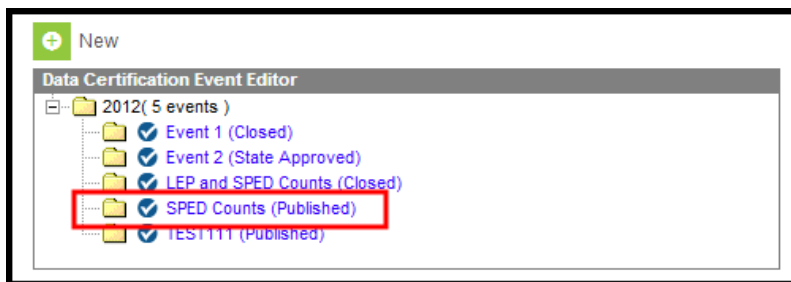 New
Data Certification Event Editor
2012( 5 events )
Event 1 (Closed)
Event 2 (State Approved)
LEP and SPED Counts (Closed)
SPED Counts (Published)
TEST111 (Published)